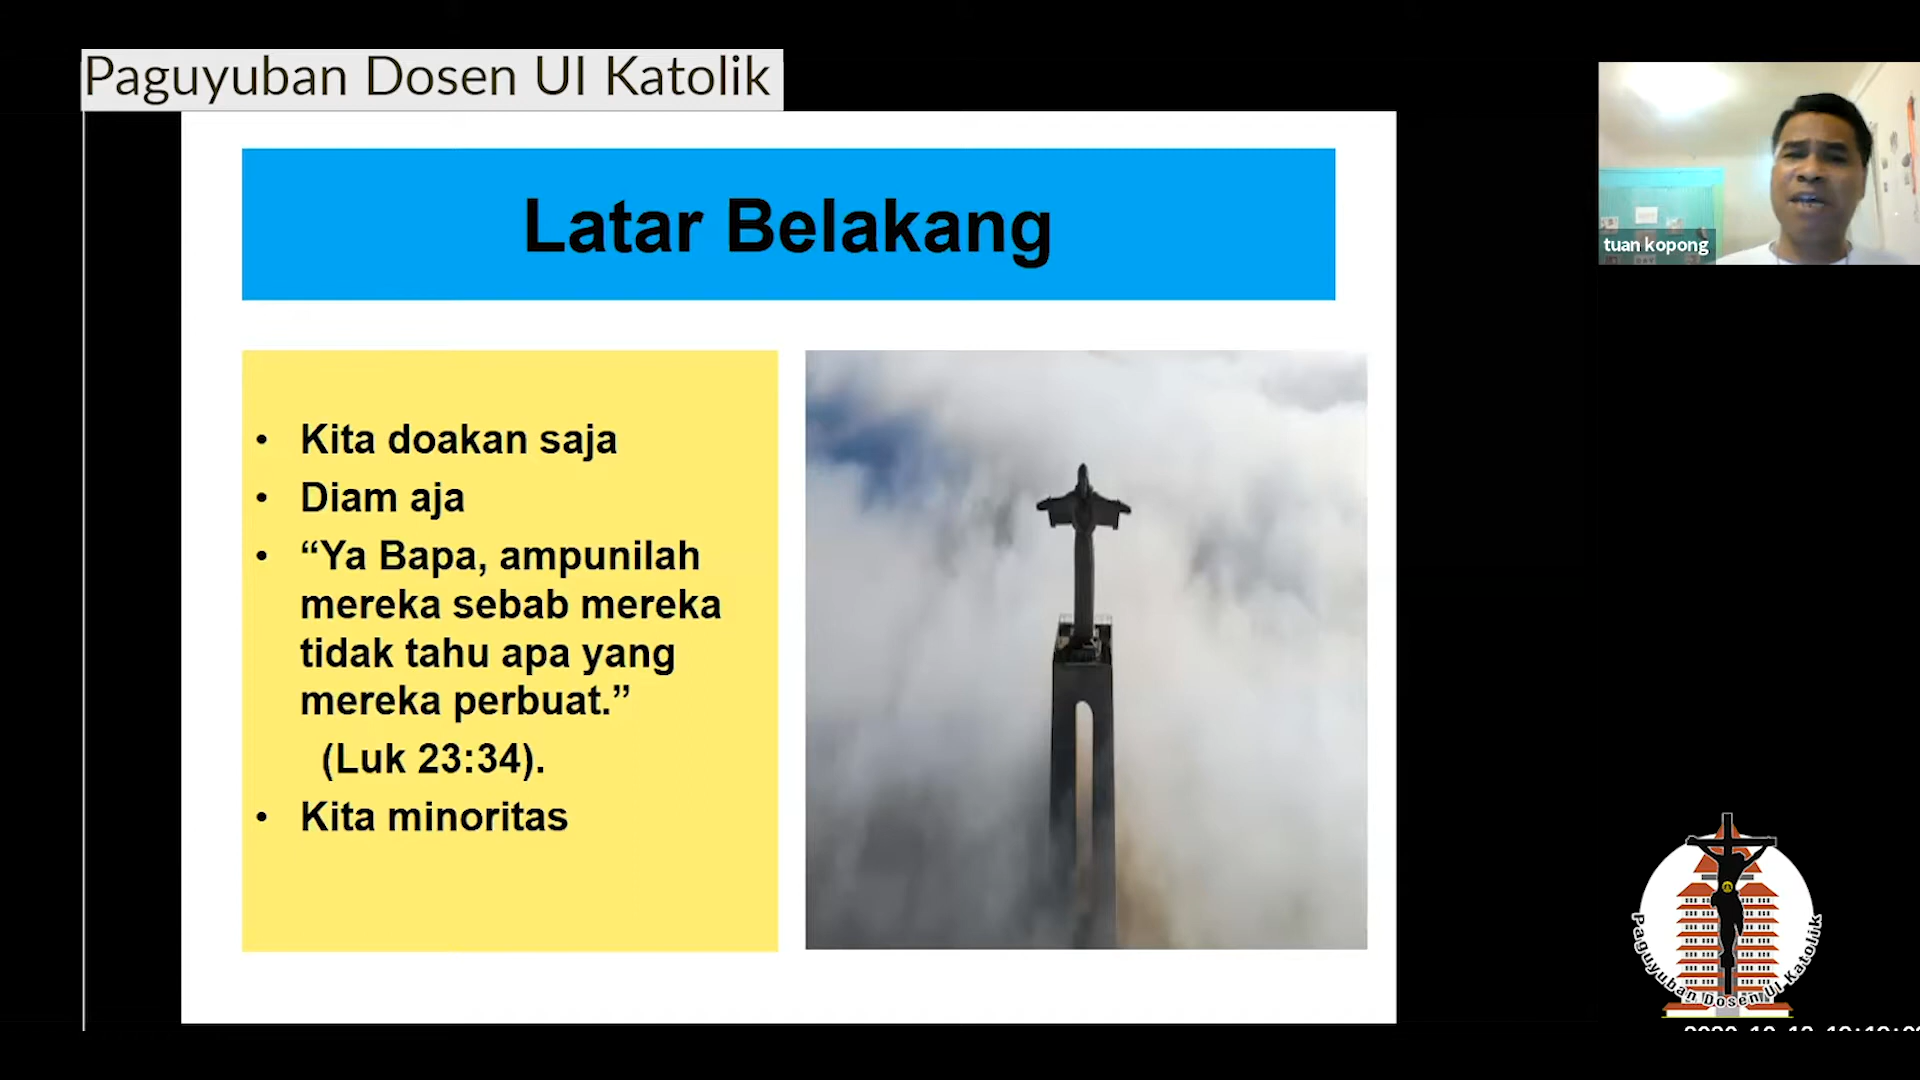 Paguyuban Dosen UI Katolik
Latar Belakang
• Kita doakan saja
• Diam aja
• “Ya Bapa, ampunilah
mereka sebab mereka
tidak tahu apa yang
mereka perbuat.”
(Luk 23:34).
• Kita minoritas
tuan kopong
Paguyuban Dosen UI Katolik